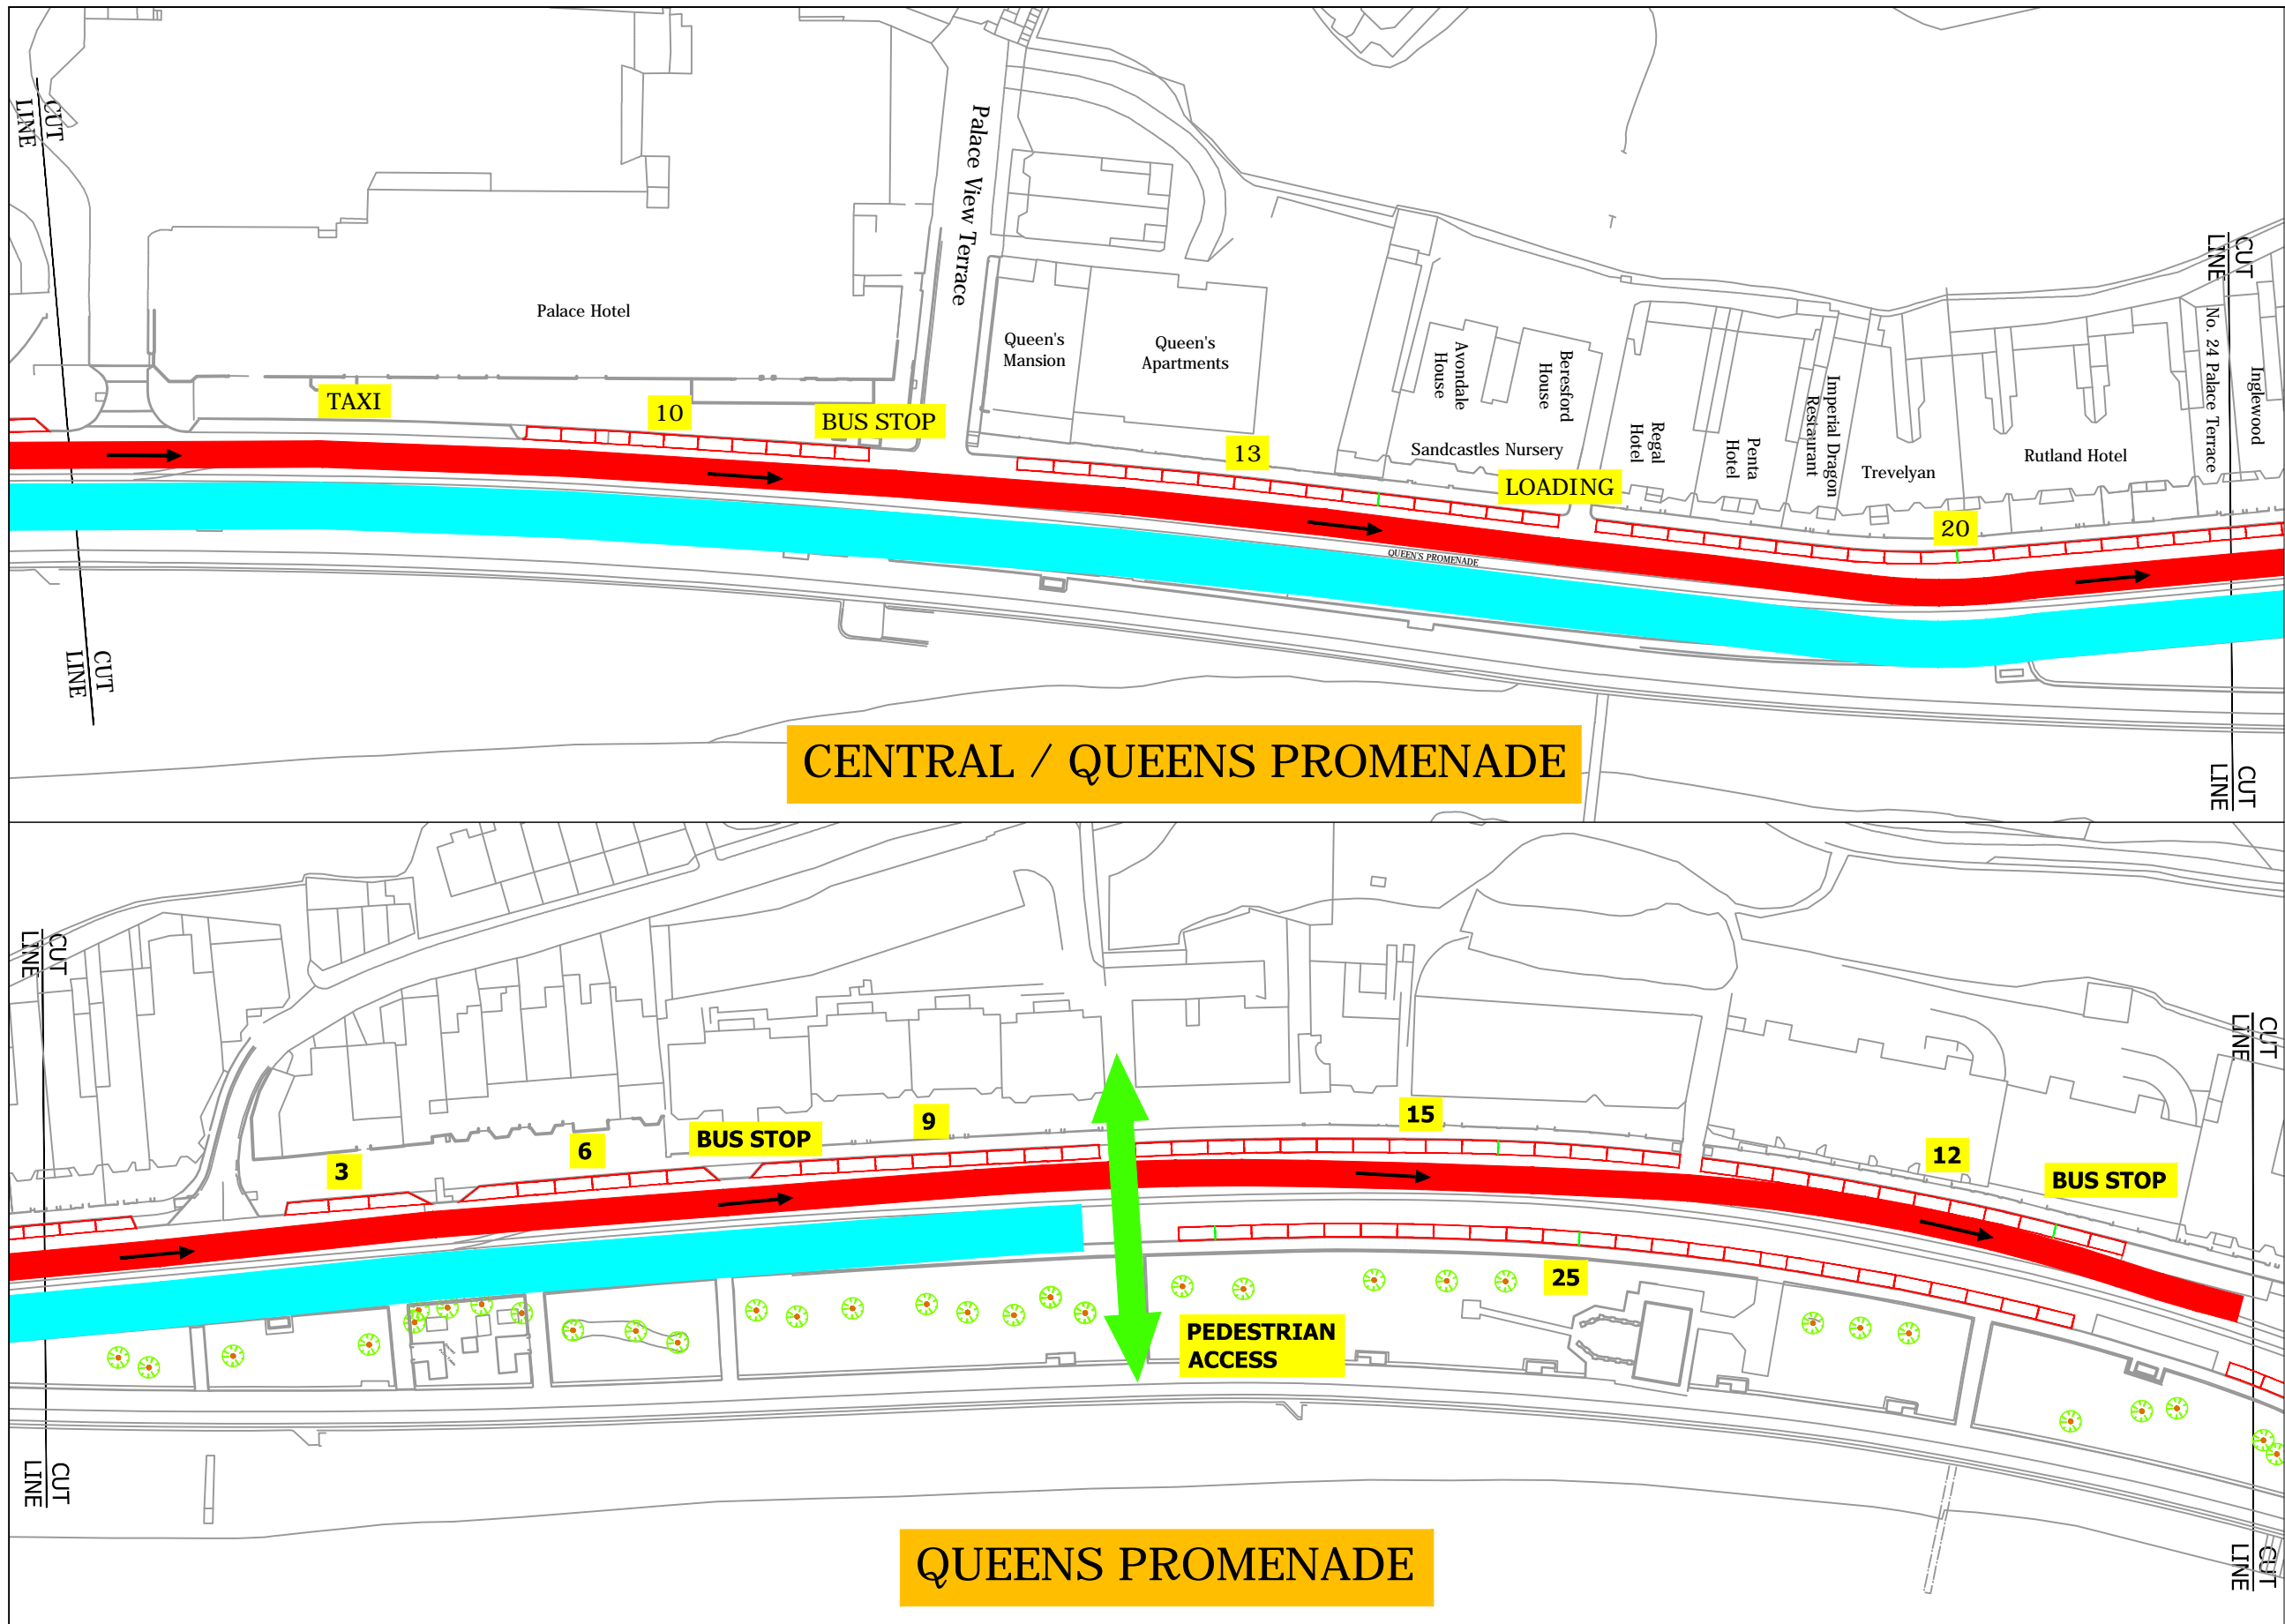 CUT
LINE
Palace View Terrace
CUT
LINE
Palace Hotel
Queen's
Mansion
Queen's
Apartments
Avondale
House
Beresford
House
Regal
Hotel
Penta
Hotel
Imperial Dragon
Restaurant
No. 24 Palace Terrace
Inglewood
TAXI
10
BUS STOP
13
Sandcastles Nursery
Trevelyan
Rutland Hotel
LOADING
20
QUEEN'S PROMENADE
CUT
LINE
CENTRAL / QUEENS PROMENADE
CUT
LINE
CUT
LINE
CUT
LINE
3
6
BUS STOP
9
15
12
BUS STOP
25
PEDESTRIAN
ACCESS
CUT
LINE
CUT
LINE
QUEENS PROMENADE